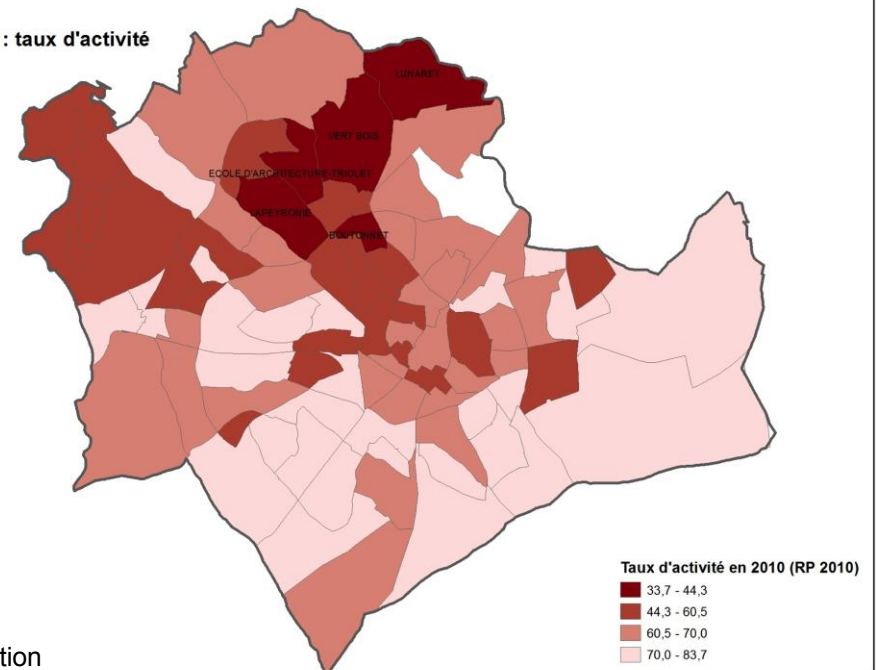 : taux d'activité
LUNARET
VERT BOIS
ECOLE D'ARCHITECTURE-TRIOLET
LAPEYRONIE
BOUTONNET
Taux d'activité en 2010 (RP 2010)
33,7 - 44,3
44,3 - 60,5
60,5 - 70,0
70,0 - 83,7
tion